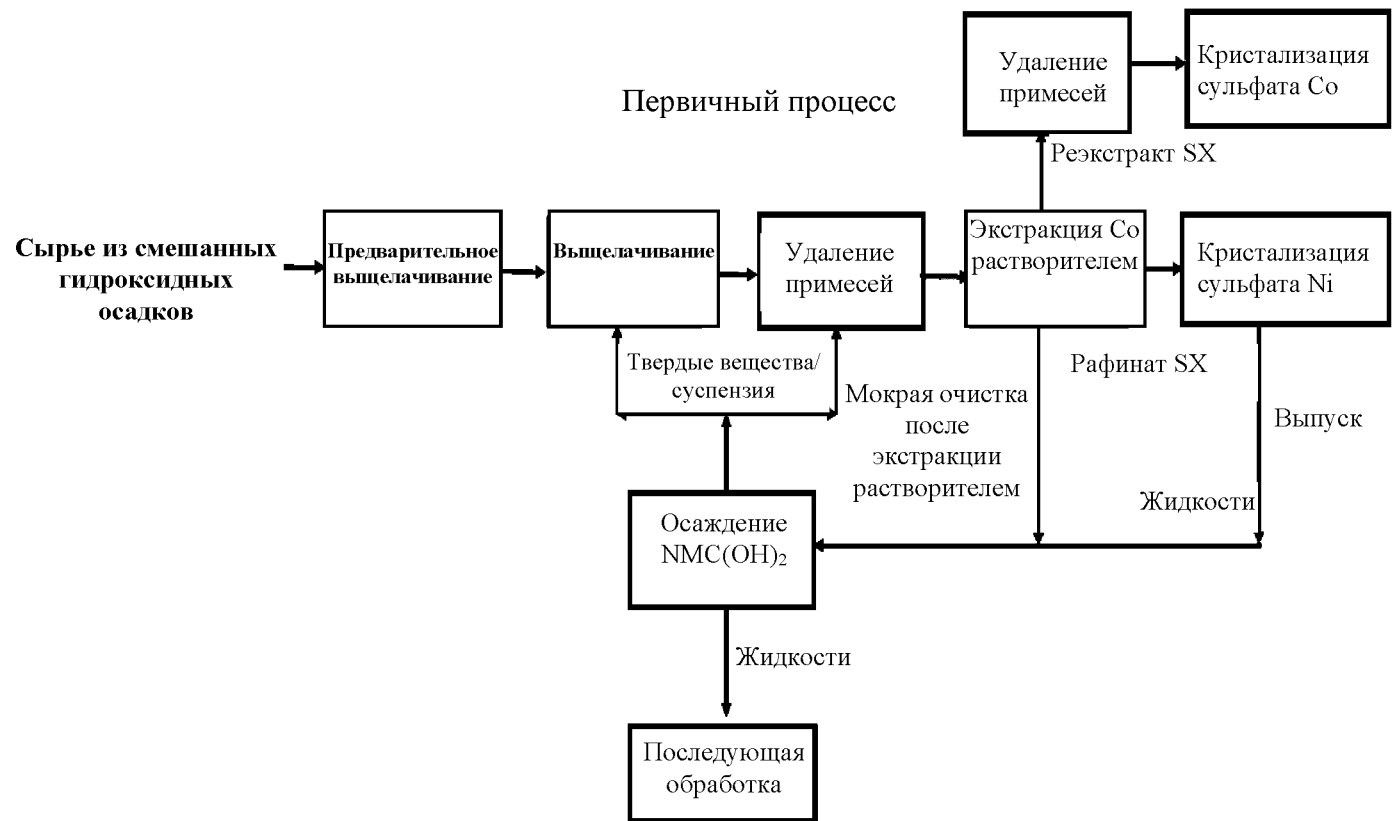 Первичный процесс
Удаление
примесей
Кристализация
сульфата Co
Реэкстракт SX
Сырье из смешанных
гидроксидных
осадков
Предварительное
выщелачивание
Выщелачивание
Удаление
примесей
Экстракция Co
растворителем
Кристализация
сульфата Ni
Твердые вещества/
суспензия
Рафинат SX
Мокрая очистка
после
экстракции
растворителем
Выпуск
Жидкости
Осаждение
NMC(OH)₂
Жидкости
Последующая
обработка